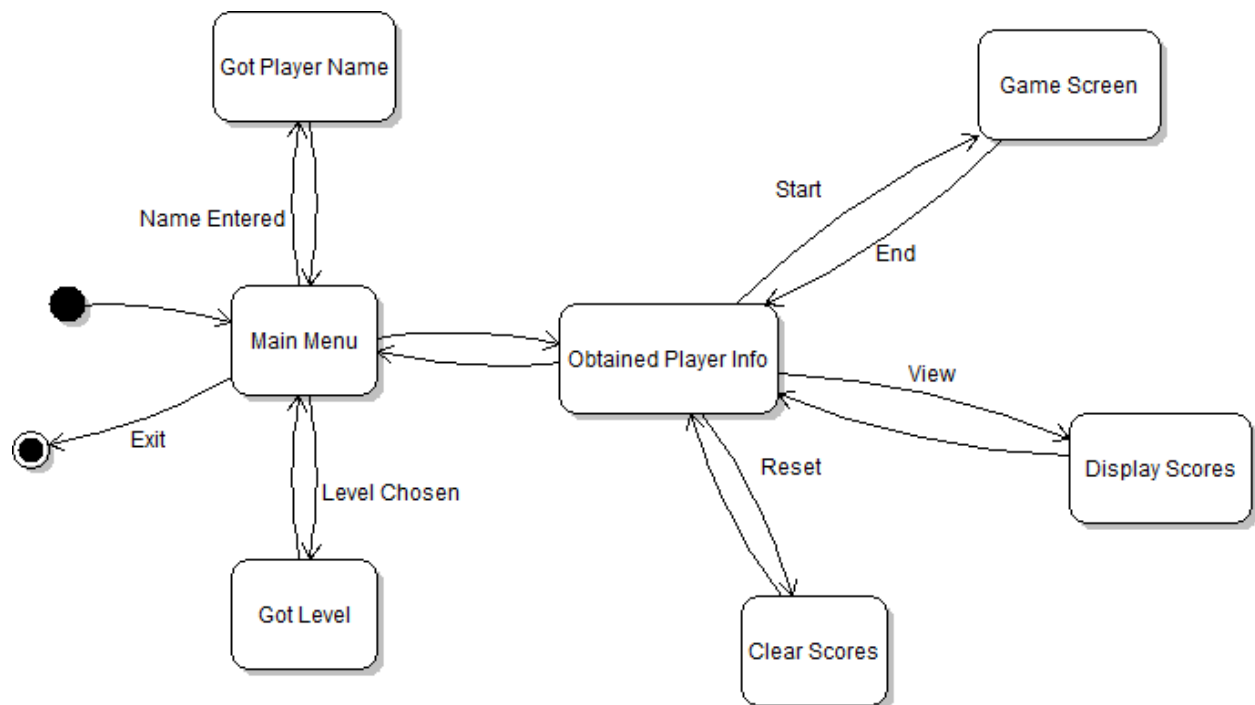 Got Player Name
Game Screen
Start
Name Entered
End
Main Menu
Obtained Player Info
View
Exit
Reset
Display Scores
Level Chosen
Got Level
Clear Scores